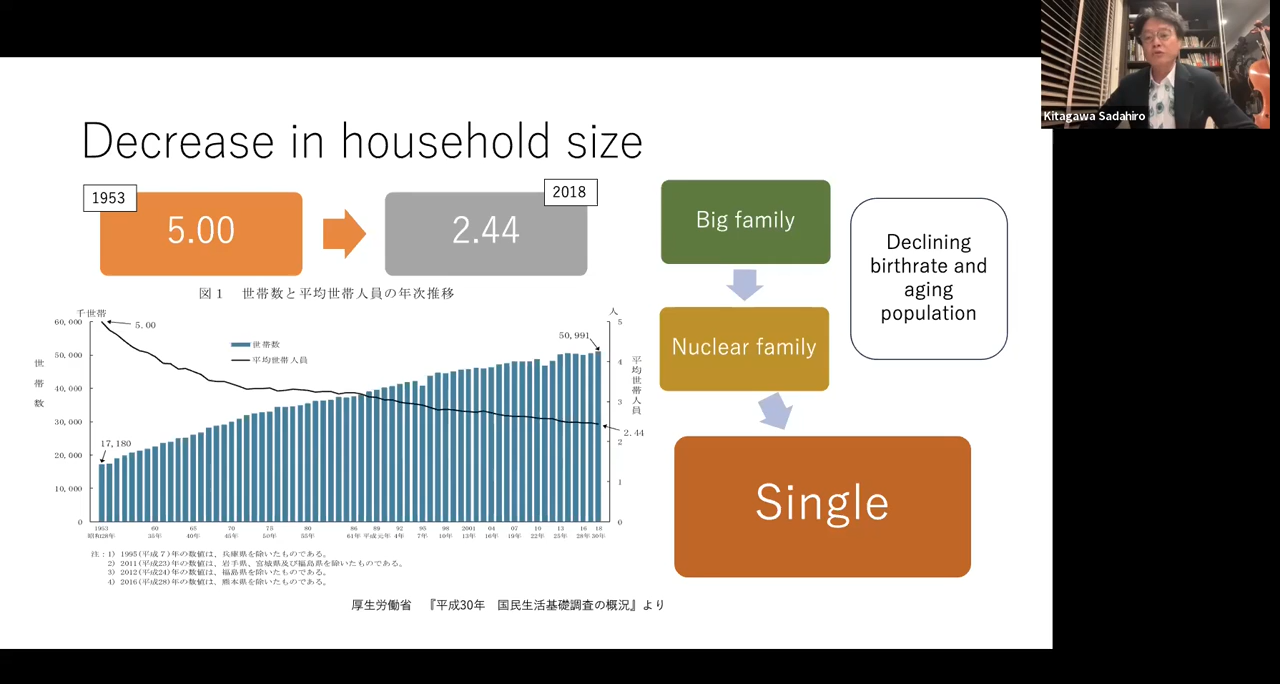 Kitagawa Sadahiro
Decrease in household size
1953
5.00
2018
2.44
Big family
Nuclear family
Single
Declining
birthrate and
aging
population
図1 世帯数と平均世帯人員の年次推移
千世帯
人
60,000
50,000
40,000
30,000
20,000
10,000
0
世帯数
5
4
3
2
1
0
平均世帯人員
5.00
世帯数
平均世帯人員
50,991
17,180
2.44
1953 60 65 70 75 80 86 89 92 95 98 2001 04 07 10 13 16 18
昭和28年 35年 40年 45年 50年 55年 61年 平成元年 4年 7年 10年 13年 16年 19年 22年 25年 28年 30年
注：1) 1995(平成7)年の数値は、兵庫県を除いたものである。
2) 2011(平成23)年の数値は、岩手県、宮城県及び福島県を除いたものである。
3) 2012(平成24)年の数値は、福島県を除いたものである。
4) 2016(平成28)年の数値は、熊本県を除いたものである。
厚生労働省 『平成30年 国民生活基礎調査の概況』より